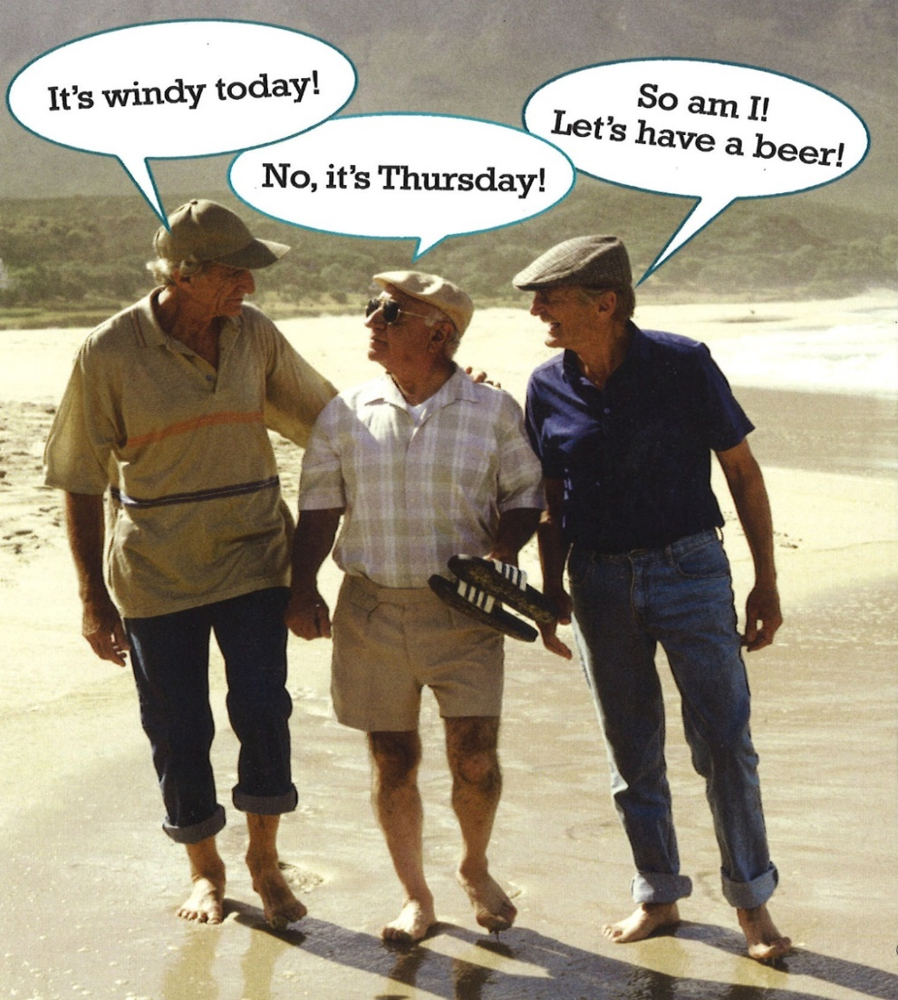 It's windy today!
No, it's Thursday!
So am I!
Let's have a beer!